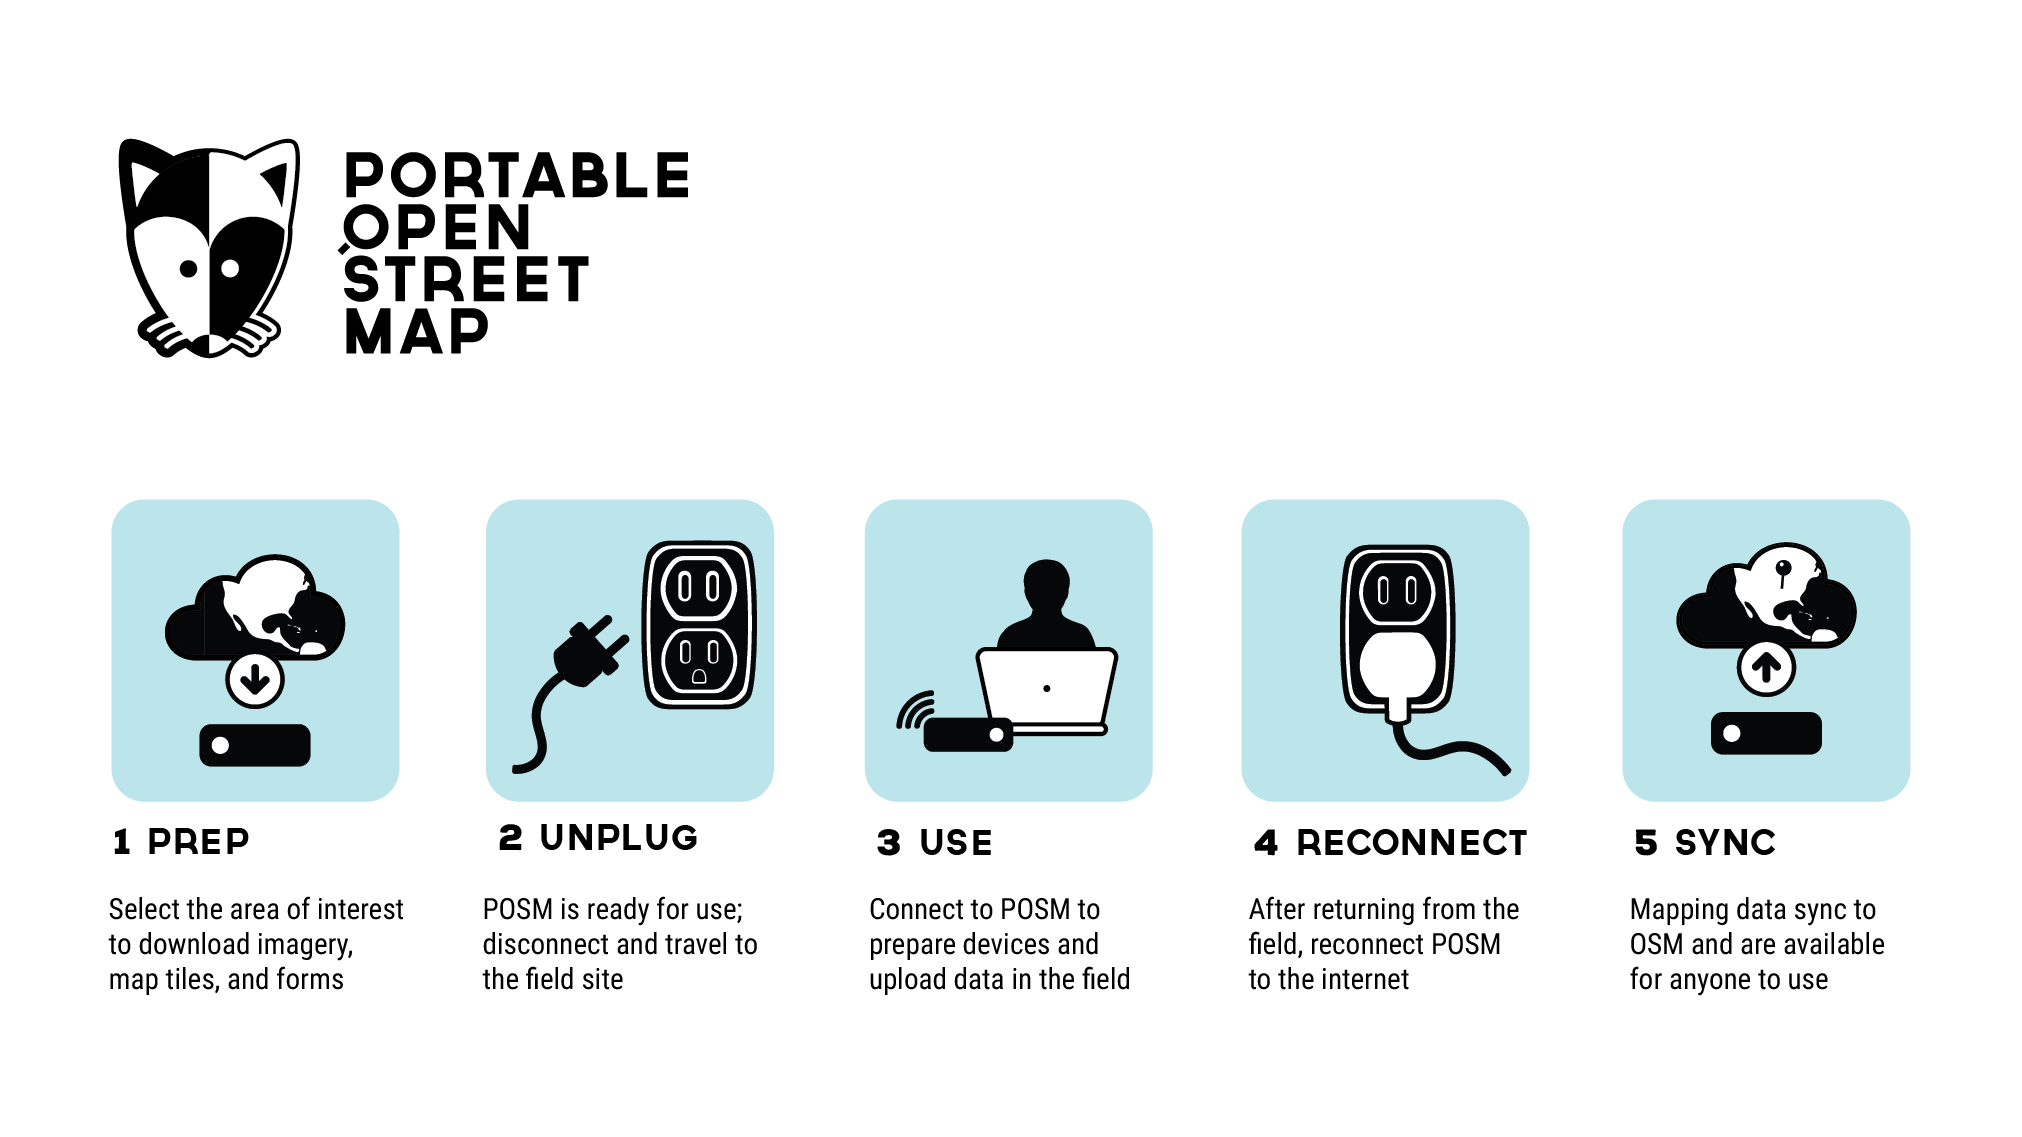 PORTABLE
OPEN
STREET
MAP
1 PREP
Select the area of interest
to download imagery,
map tiles, and forms
2 UNPLUG
POSM is ready for use;
disconnect and travel to
the field site
3 USE
Connect to POSM to
prepare devices and
upload data in the field
4 RECONNECT
After returning from the
field, reconnect POSM
to the internet
5 SYNC
Mapping data sync to
OSM and are available
for anyone to use